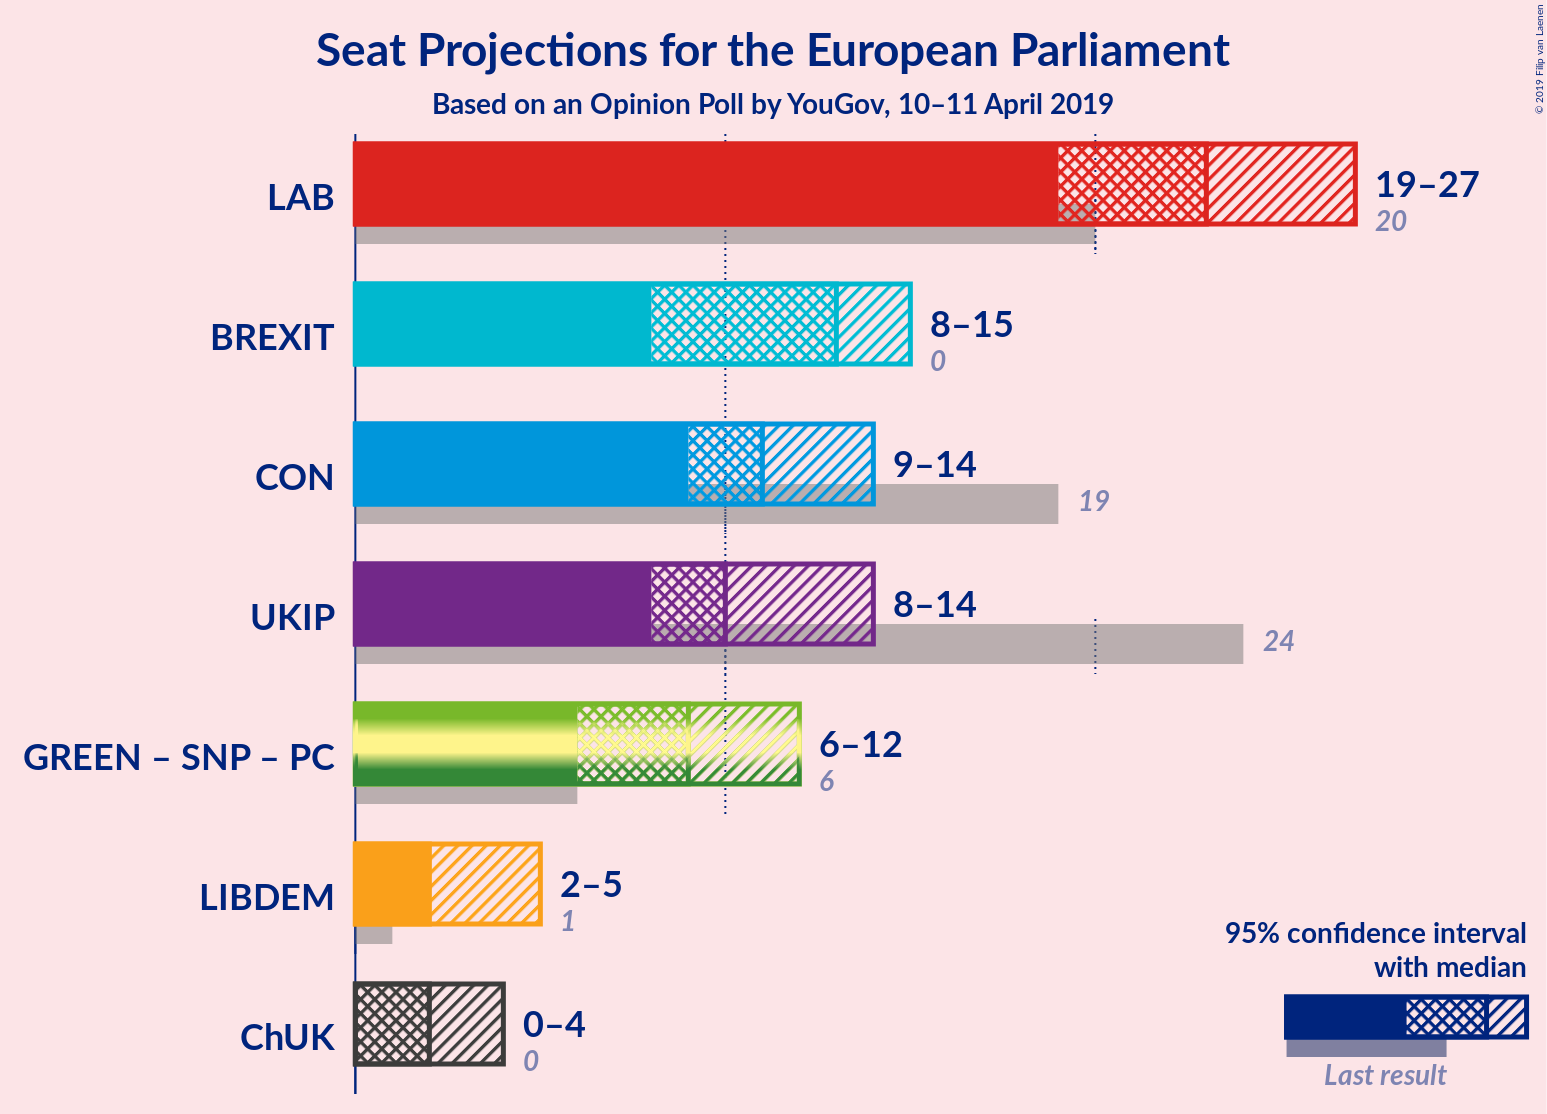 Seat Projections for the European Parliament
Based on an Opinion Poll by YouGov, 10–11 April 2019
© 2019 Filip van Laenen
LAB
19–27
20
BREXIT
8–15
0
CON
9–14
19
UKIP
8–14
24
GREEN – SNP – PC
6–12
6
LIBDEM
2–5
1
ChUK
0–4
0
95% confidence interval
with median
Last result